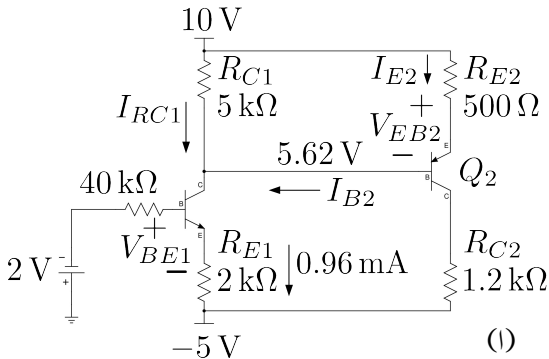 10 V
R_{C1}
5 kΩ
I_{E2}
R_{E2}
500 Ω
I_{RC1}
+
V_{EB2}
−
E
5.62 V
B
Q_2
C
40 kΩ
C
B
E
I_{B2}
+
V_{BE1}
−
R_{E1}
2 kΩ
0.96 mA
R_{C2}
1.2 kΩ
-
2 V
+
−5 V
(1)